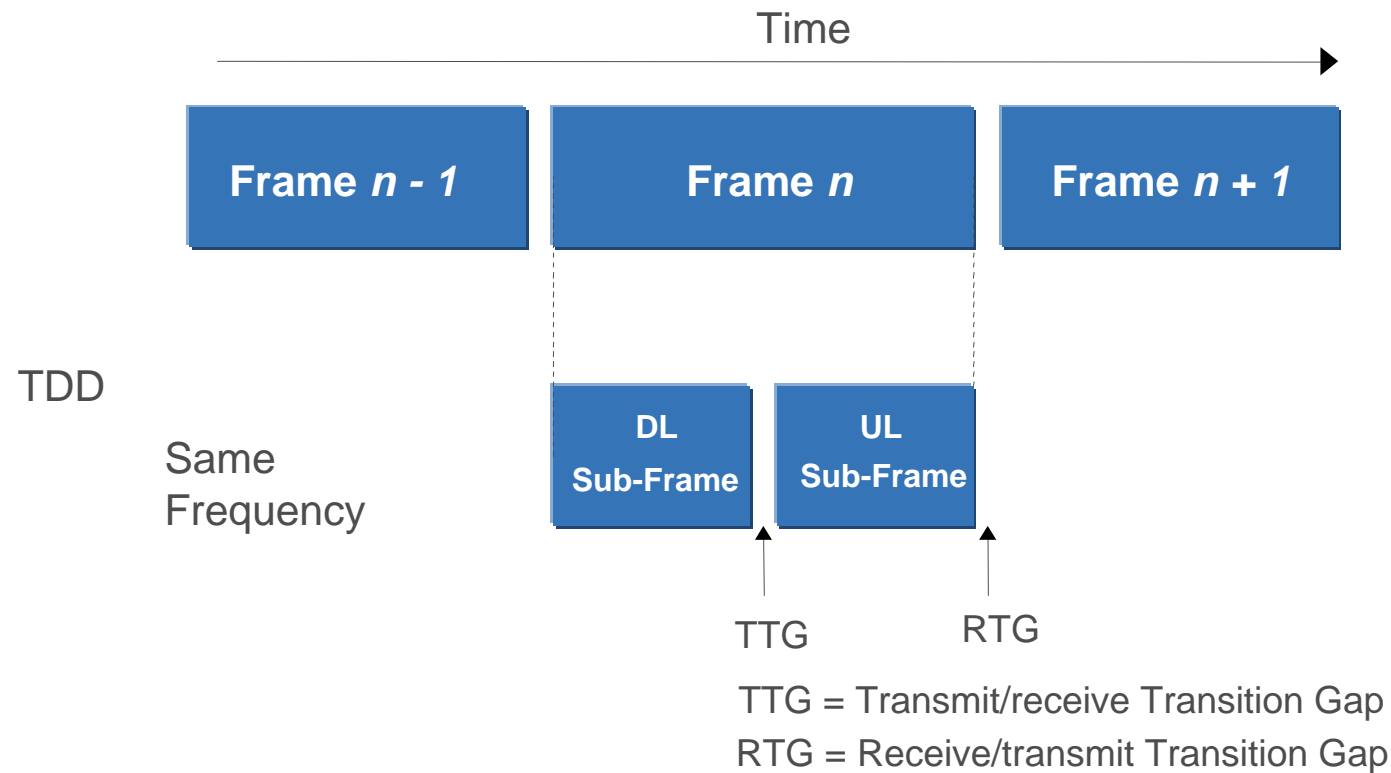 Time
Frame n - 1
Frame n
Frame n + 1
TDD
Same
Frequency
DL
Sub-Frame
UL
Sub-Frame
TTG
RTG
TTG = Transmit/receive Transition Gap
RTG = Receive/transmit Transition Gap